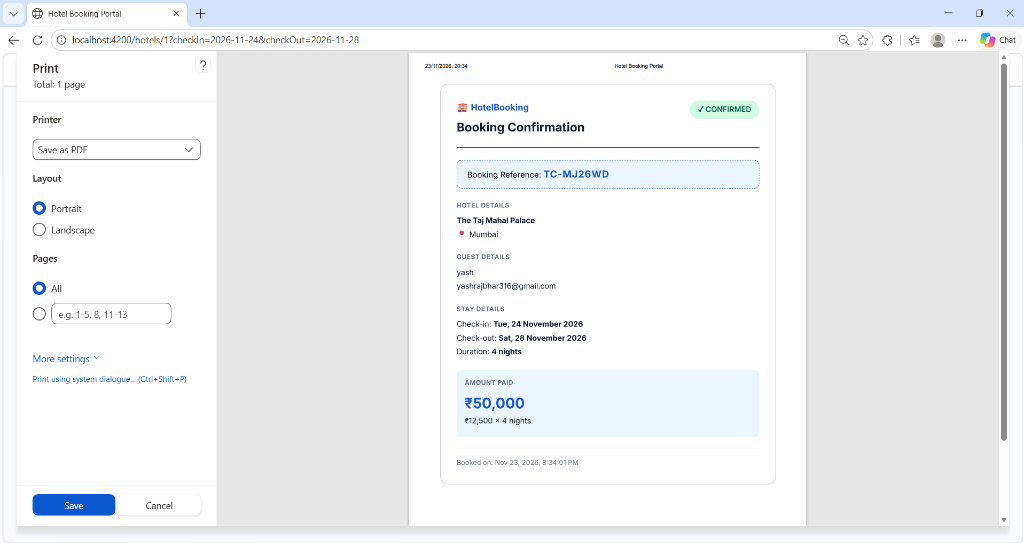 Hotel Booking Portal
localhost:4200/hotels/1?checkIn=2026-11-24&checkOut=2026-11-28
Chat
Print
?
Total: 1 page
Printer
Save as PDF
Layout
Portrait
Landscape
Pages
All
e.g. 1-5, 8, 11-13
More settings
Print using system dialogue... (Ctrl+Shift+P)
Save
Cancel
23/11/2026, 20:34
Hotel Booking Portal
HotelBooking
✓ CONFIRMED
Booking Confirmation
Booking Reference: TC-MJ26WD
HOTEL DETAILS
The Taj Mahal Palace
Mumbai
GUEST DETAILS
yash
yashrajbhar316@gmail.com
STAY DETAILS
Check-in: Tue, 24 November 2026
Check-out: Sat, 28 November 2026
Duration: 4 nights
AMOUNT PAID
₹50,000
₹12,500 × 4 nights
Booked on: Nov 23, 2026, 8:34:01 PM